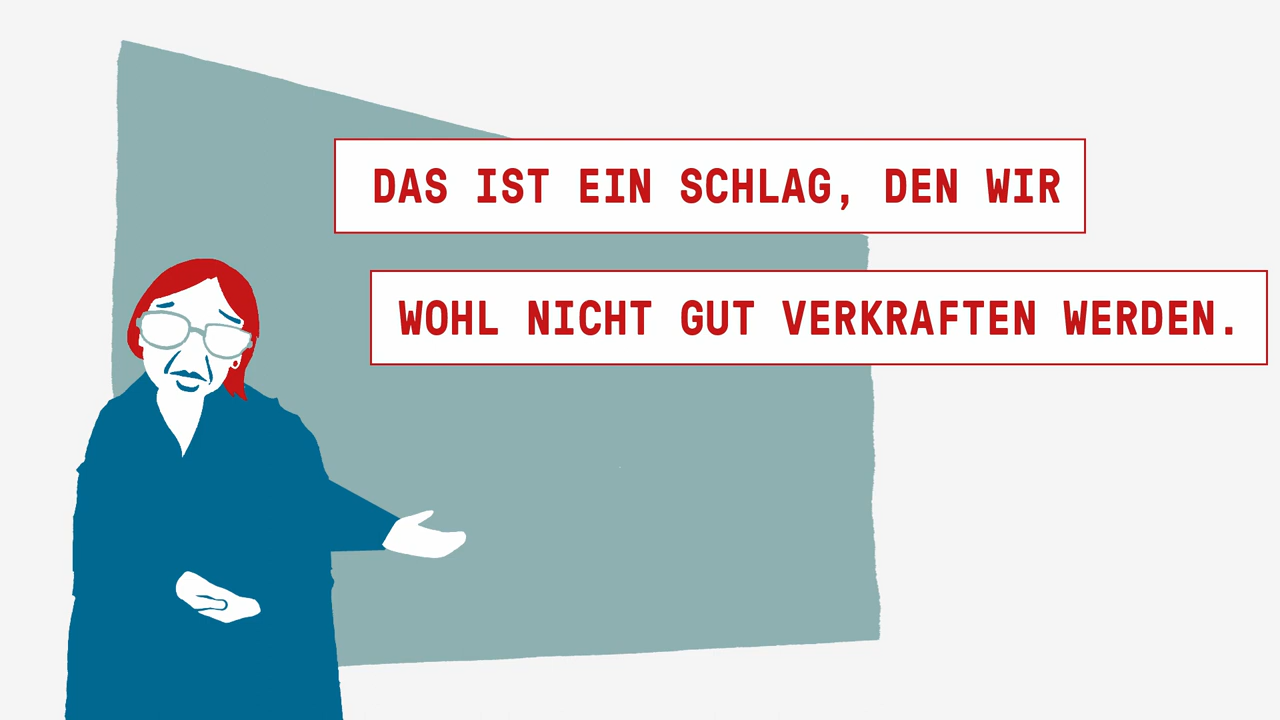 DAS IST EIN SCHLAG, DEN WIR
WOHL NICHT GUT VERKRAFTEN WERDEN.